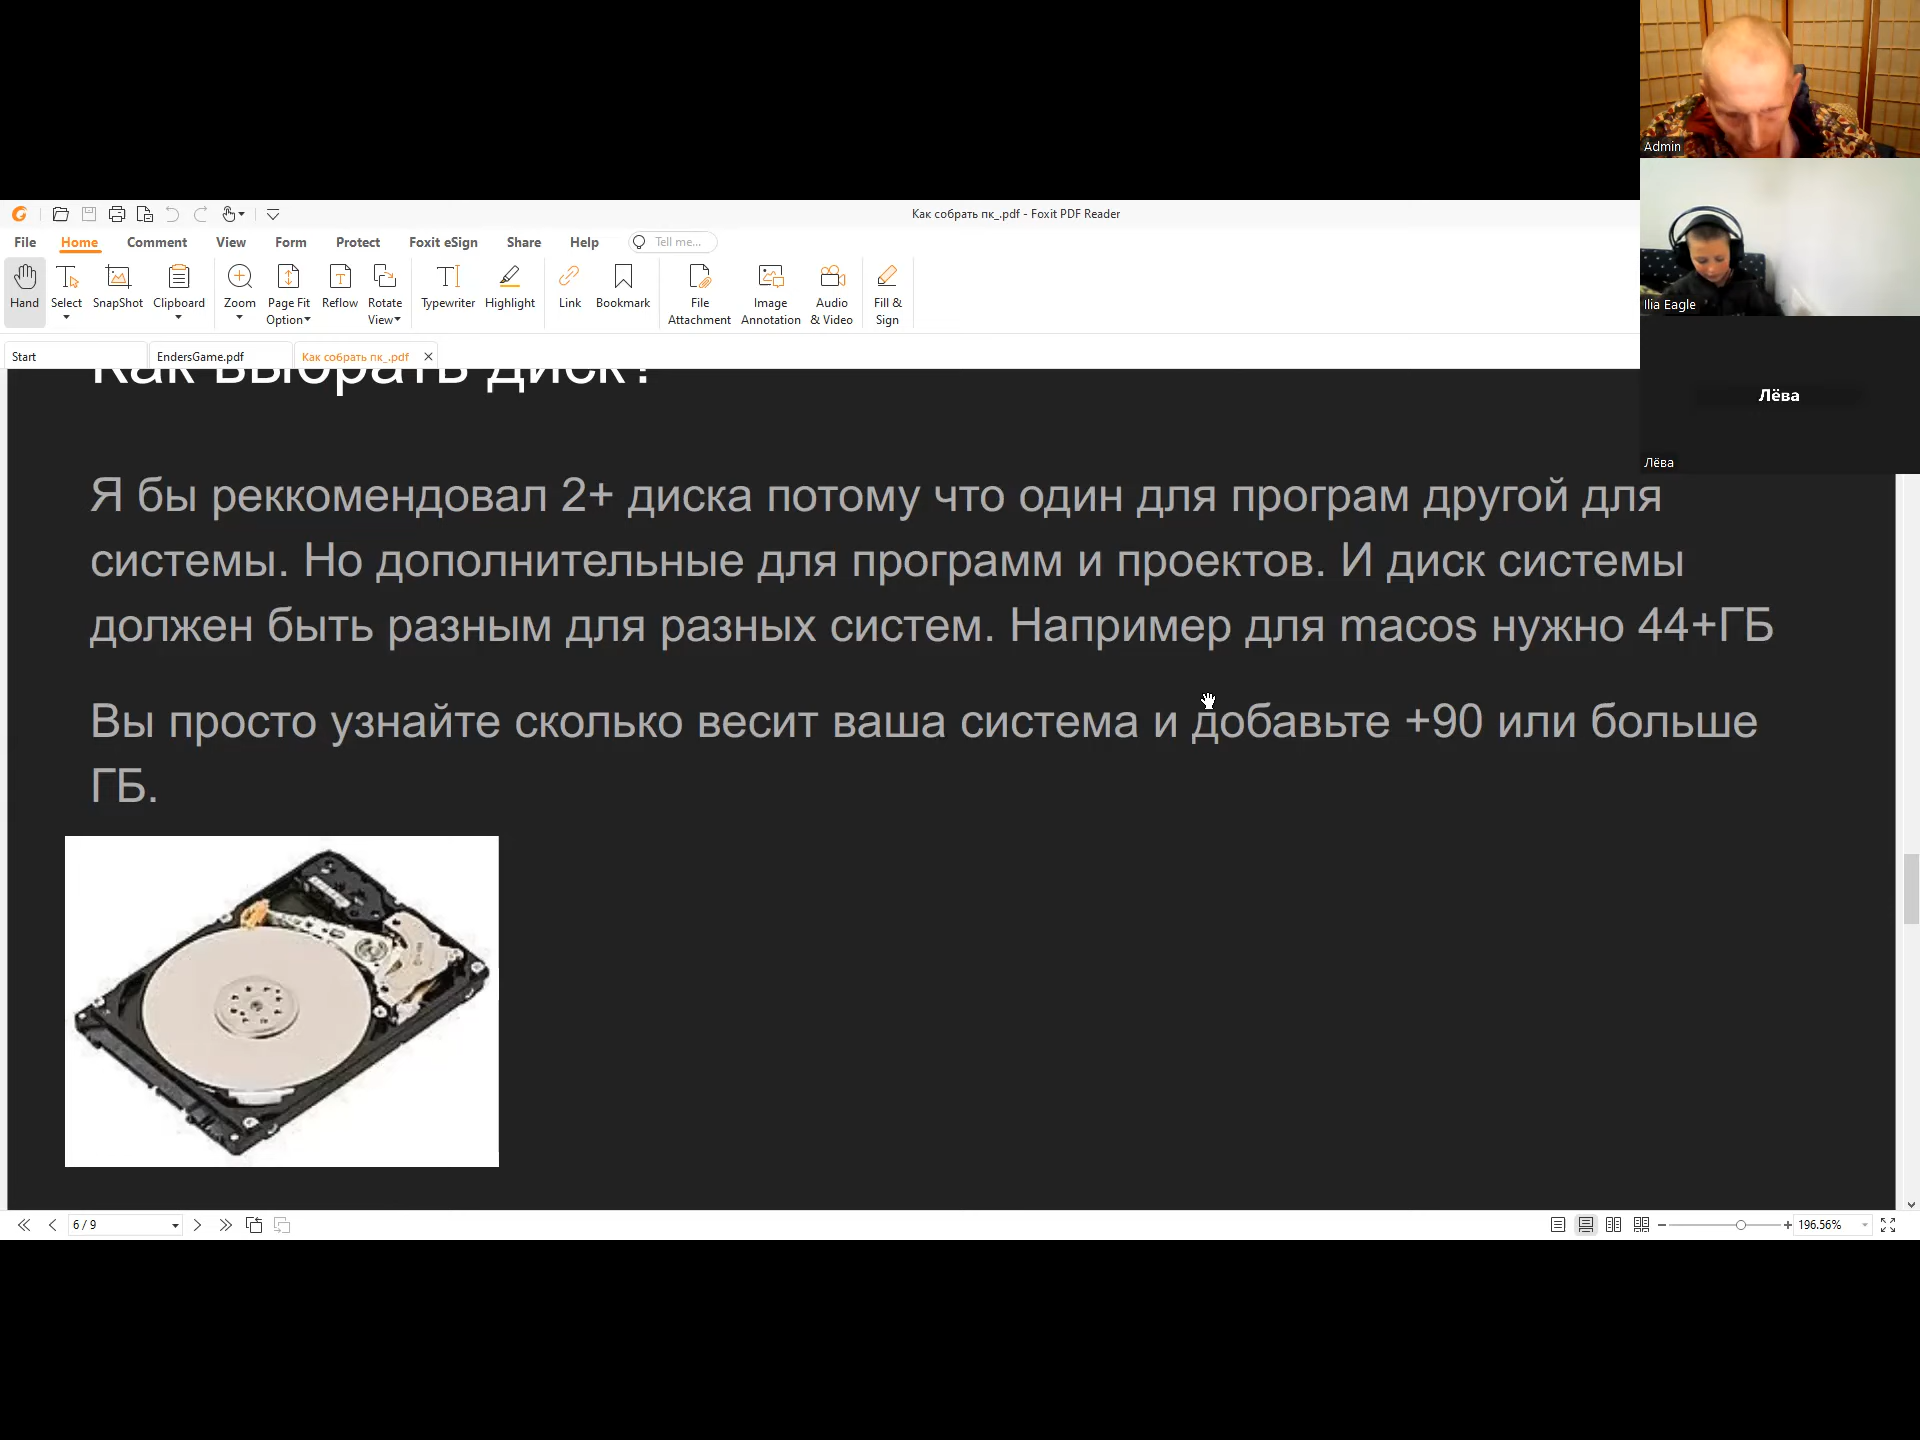 Admin
Как собрать пк_.pdf - Foxit PDF Reader
File Home Comment View Form Protect Foxit eSign Share Help Tell me...
Hand Select SnapShot Clipboard Zoom Page Fit Option Reflow Rotate View Typewriter Highlight Link Bookmark File Attachment Image Annotation Audio & Video Fill & Sign
Ilia Eagle
Start EndersGame.pdf Как собрать пк_.pdf
Как выбрать диск?
Лёва
Лёва
Я бы реккомендовал 2+ диска потому что один для програм другой для
системы. Но дополнительные для программ и проектов. И диск системы
должен быть разным для разных систем. Например для macos нужно 44+ГБ
Вы просто узнайте сколько весит ваша система и добавьте +90 или больше
ГБ.
6 / 9 196.56%